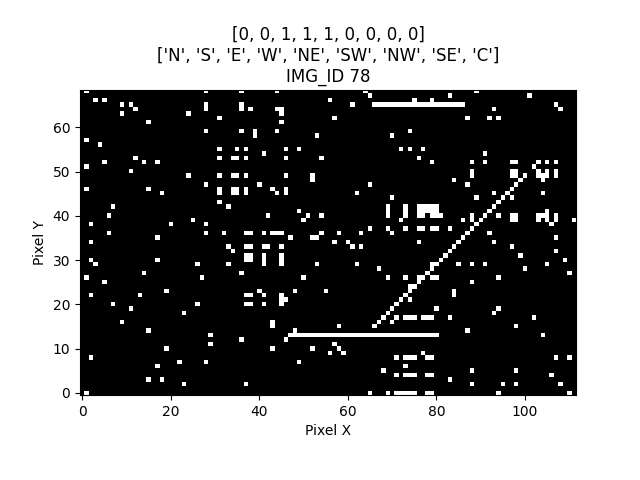 [0, 0, 1, 1, 1, 0, 0, 0, 0]
['N', 'S', 'E', 'W', 'NE', 'SW', 'NW', 'SE', 'C']
IMG_ID 78
Pixel Y
60
50
40
30
20
10
0
0 20 40 60 80 100
Pixel X